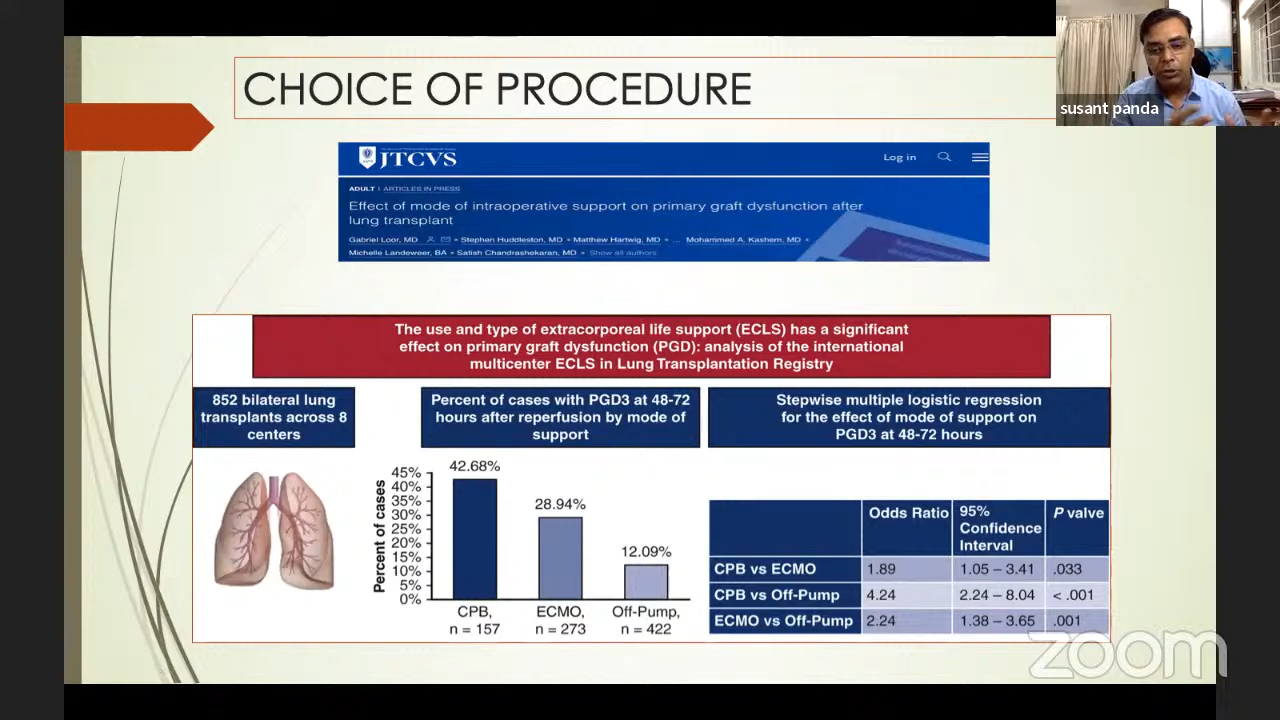 CHOICE OF PROCEDURE
susant panda
JTCVS
Log in
ADULT | ARTICLES IN PRESS
Effect of mode of intraoperative support on primary graft dysfunction after
lung transplant
Gabriel Loor, MD • Stephen Huddleston, MD • Matthew Hartwig, MD • ... Mohammed A. Kashem, MD •
Michelle Landeweer, BA • Satish Chandrashekaran, MD • Show all authors
The use and type of extracorporeal life support (ECLS) has a significant
effect on primary graft dysfunction (PGD): analysis of the international
multicenter ECLS in Lung Transplantation Registry
852 bilateral lung
transplants across 8
centers
Percent of cases with PGD3 at 48-72
hours after reperfusion by mode of
support
Percent of cases
45%
40%
35%
30%
25%
20%
15%
10%
5%
0%
42.68%
28.94%
12.09%
CPB,
n = 157
ECMO,
n = 273
Off-Pump,
n = 422
Stepwise multiple logistic regression
for the effect of mode of support on
PGD3 at 48-72 hours
Odds Ratio
95%
Confidence
Interval
P valve
CPB vs ECMO 1.89 1.05 – 3.41 .033
CPB vs Off-Pump 4.24 2.24 – 8.04 < .001
ECMO vs Off-Pump 2.24 1.38 – 3.65 .001
zoom